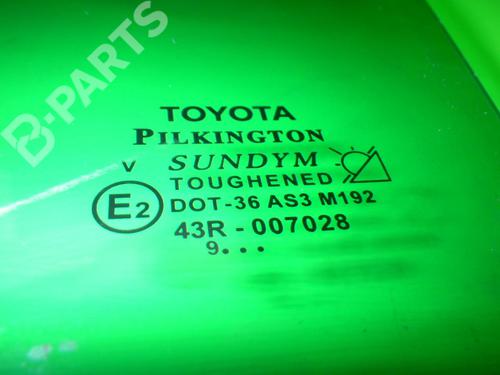 B-PARTS
TOYOTA
PILKINGTON
V SUNDYM
TOUGHENED
E2 DOT-36 AS3 M192
43R - 007028
9...